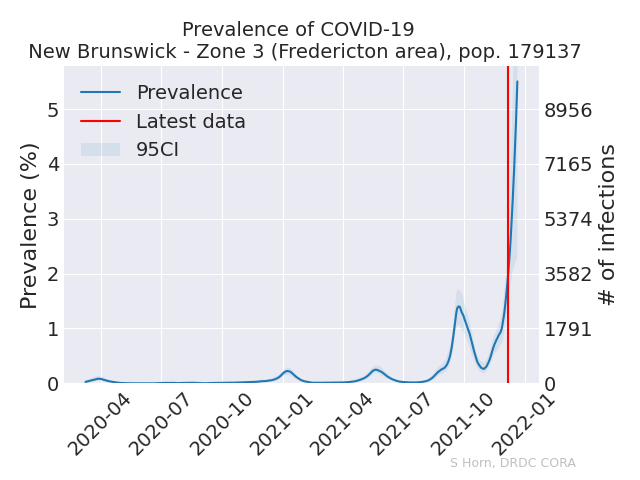 Prevalence of COVID-19
New Brunswick - Zone 3 (Fredericton area), pop. 179137
Prevalence
Latest data
95CI
Prevalence (%)
5
4
3
2
1
0
8956
7165
5374
3582
1791
0
# of infections
2020-04
2020-07
2020-10
2021-01
2021-04
2021-07
2021-10
2022-01
S Horn, DRDC CORA